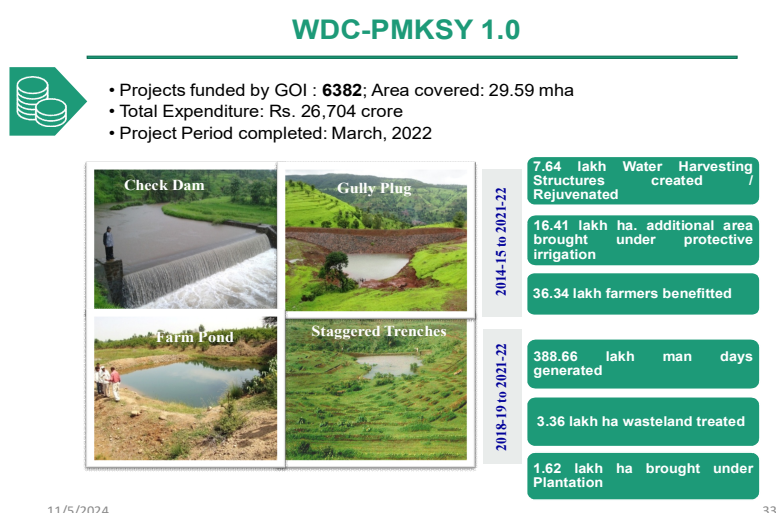 WDC-PMKSY 1.0
• Projects funded by GOI : 6382; Area covered: 29.59 mha
• Total Expenditure: Rs. 26,704 crore
• Project Period completed: March, 2022
Check Dam
Gully Plug
Farm Pond
Staggered Trenches
2014-15 to 2021-22
7.64 lakh Water Harvesting
Structures created /
Rejuvenated
16.41 lakh ha. additional area
brought under protective
irrigation
36.34 lakh farmers benefitted
2018-19 to 2021-22
388.66 lakh man days
generated
3.36 lakh ha wasteland treated
1.62 lakh ha brought under
Plantation
11/5/2024
33